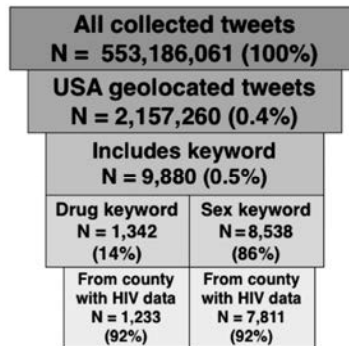 All collected tweets
N = 553,186,061 (100%)
USA geolocated tweets
N = 2,157,260 (0.4%)
Includes keyword
N = 9,880 (0.5%)
Drug keyword
N = 1,342
(14%)
Sex keyword
N=8,538
(86%)
From county
with HIV data
N = 1,233
(92%)
From county
with HIV data
N = 7,811
(92%)